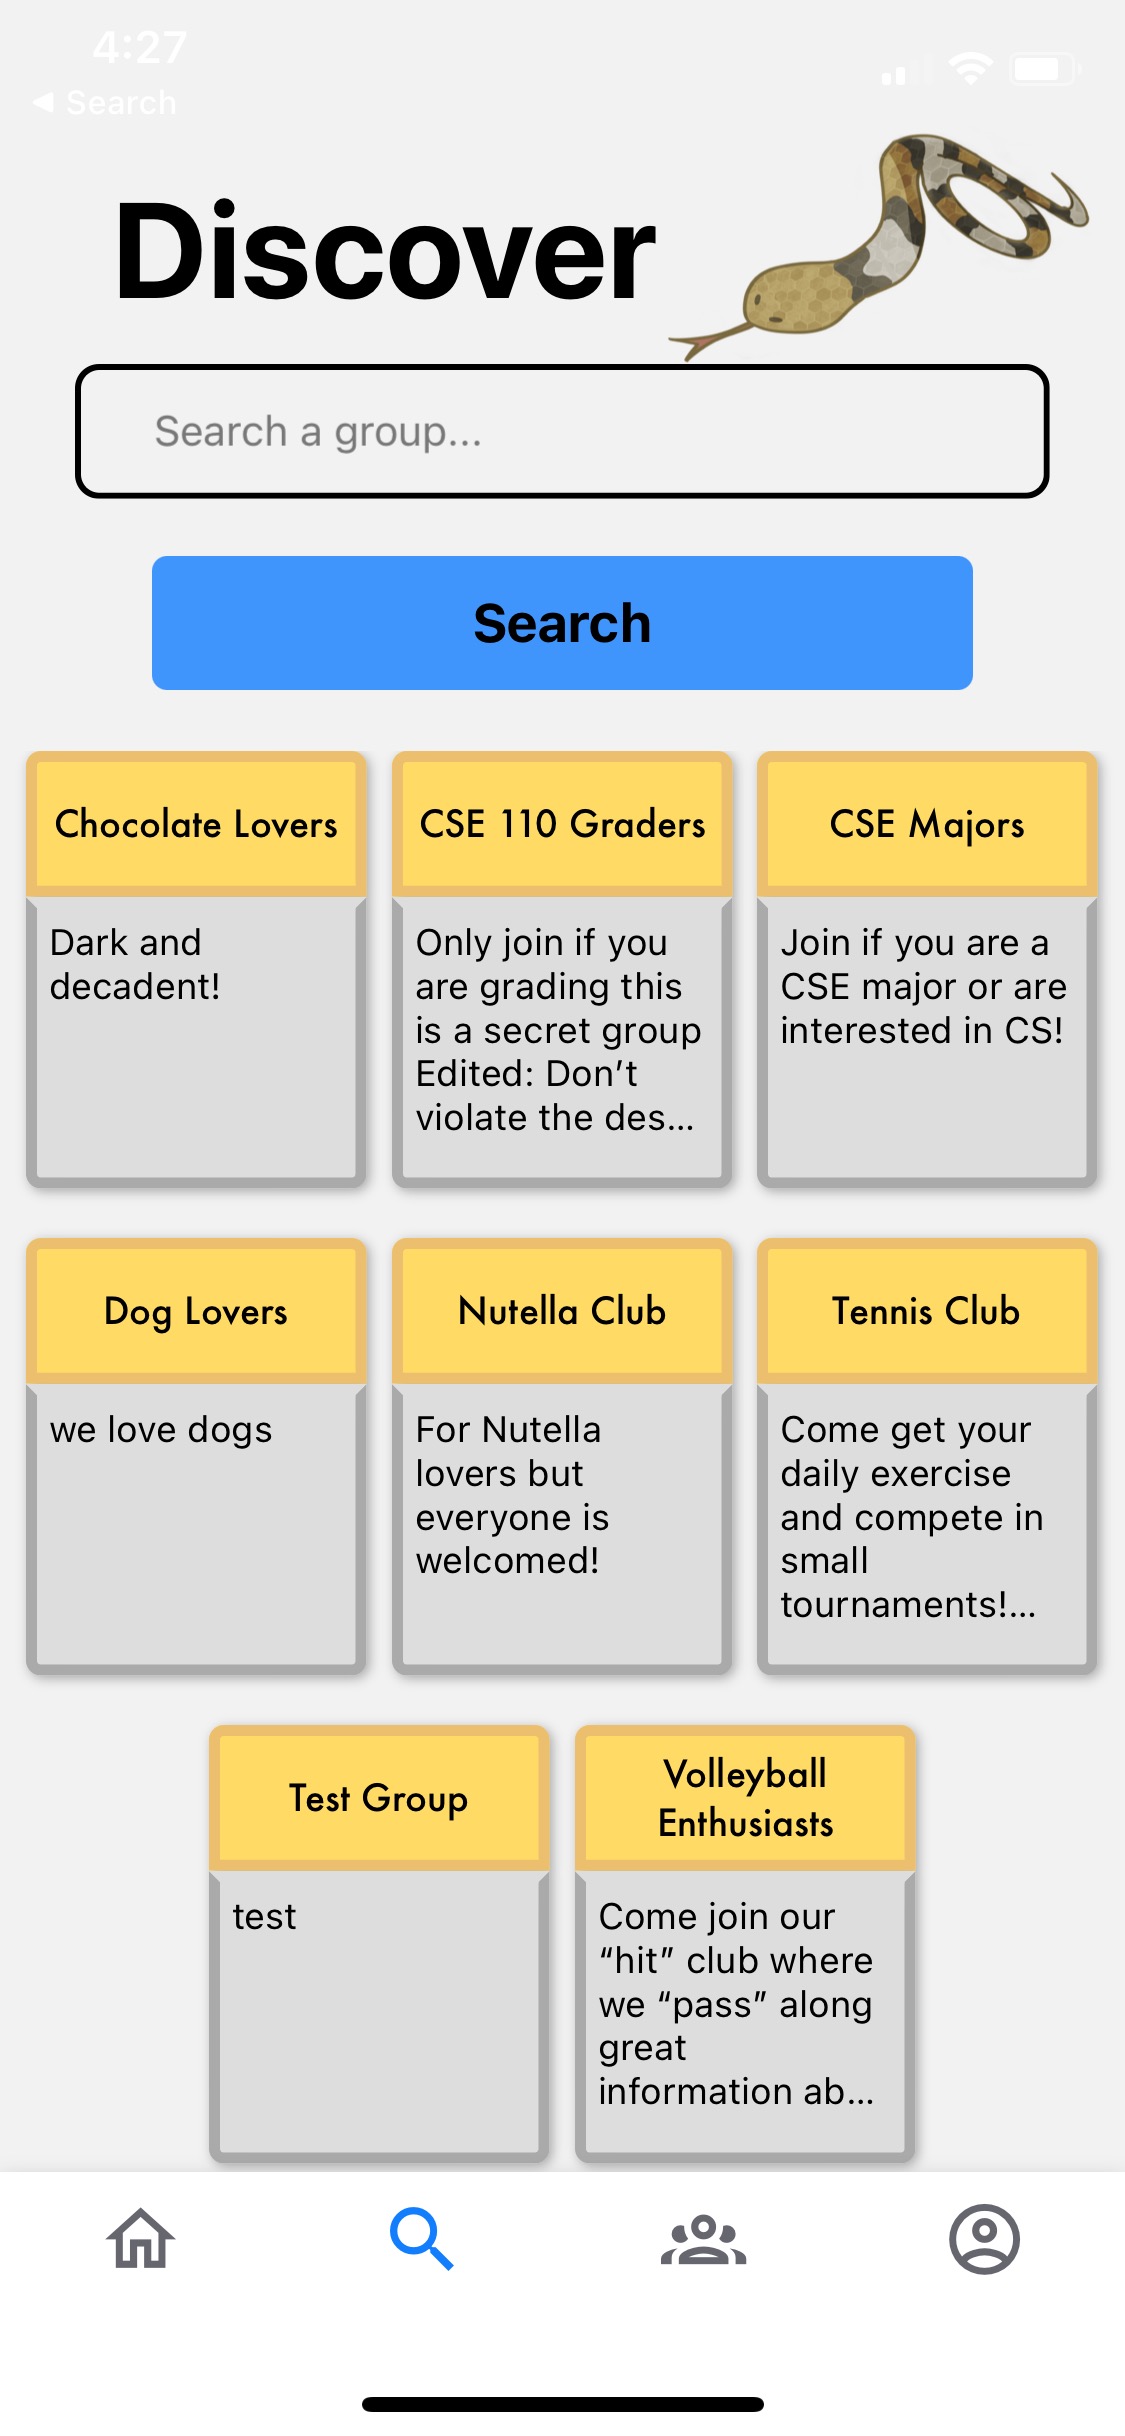 4:27
Search
Discover
Search a group...
Search
Chocolate Lovers
Dark and
decadent!
CSE 110 Graders
Only join if you
are grading this
is a secret group
Edited: Don’t
violate the des...
CSE Majors
Join if you are a
CSE major or are
interested in CS!
Dog Lovers
we love dogs
Nutella Club
For Nutella
lovers but
everyone is
welcomed!
Tennis Club
Come get your
daily exercise
and compete in
small
tournaments!...
Test Group
test
Volleyball
Enthusiasts
Come join our
“hit” club where
we “pass” along
great
information ab...